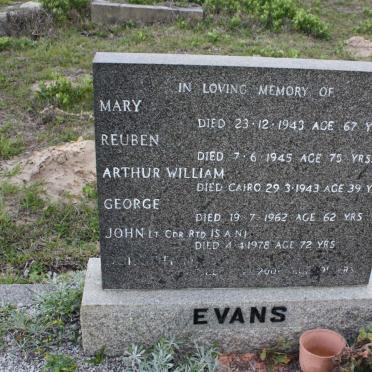 IN LOVING MEMORY OF
MARY
DIED 23·12·1943 AGE 67 Y
REUBEN
DIED 7·6·1945 AGE 75 YRS
ARTHUR WILLIAM
DIED CAIRO 29·3·1943 AGE 39 Y
GEORGE
DIED 19·7·1962 AGE 62 YRS
JOHN LT. CDR RTD (S A N)
DIED 4·4·1978 AGE 72 YRS
EVANS